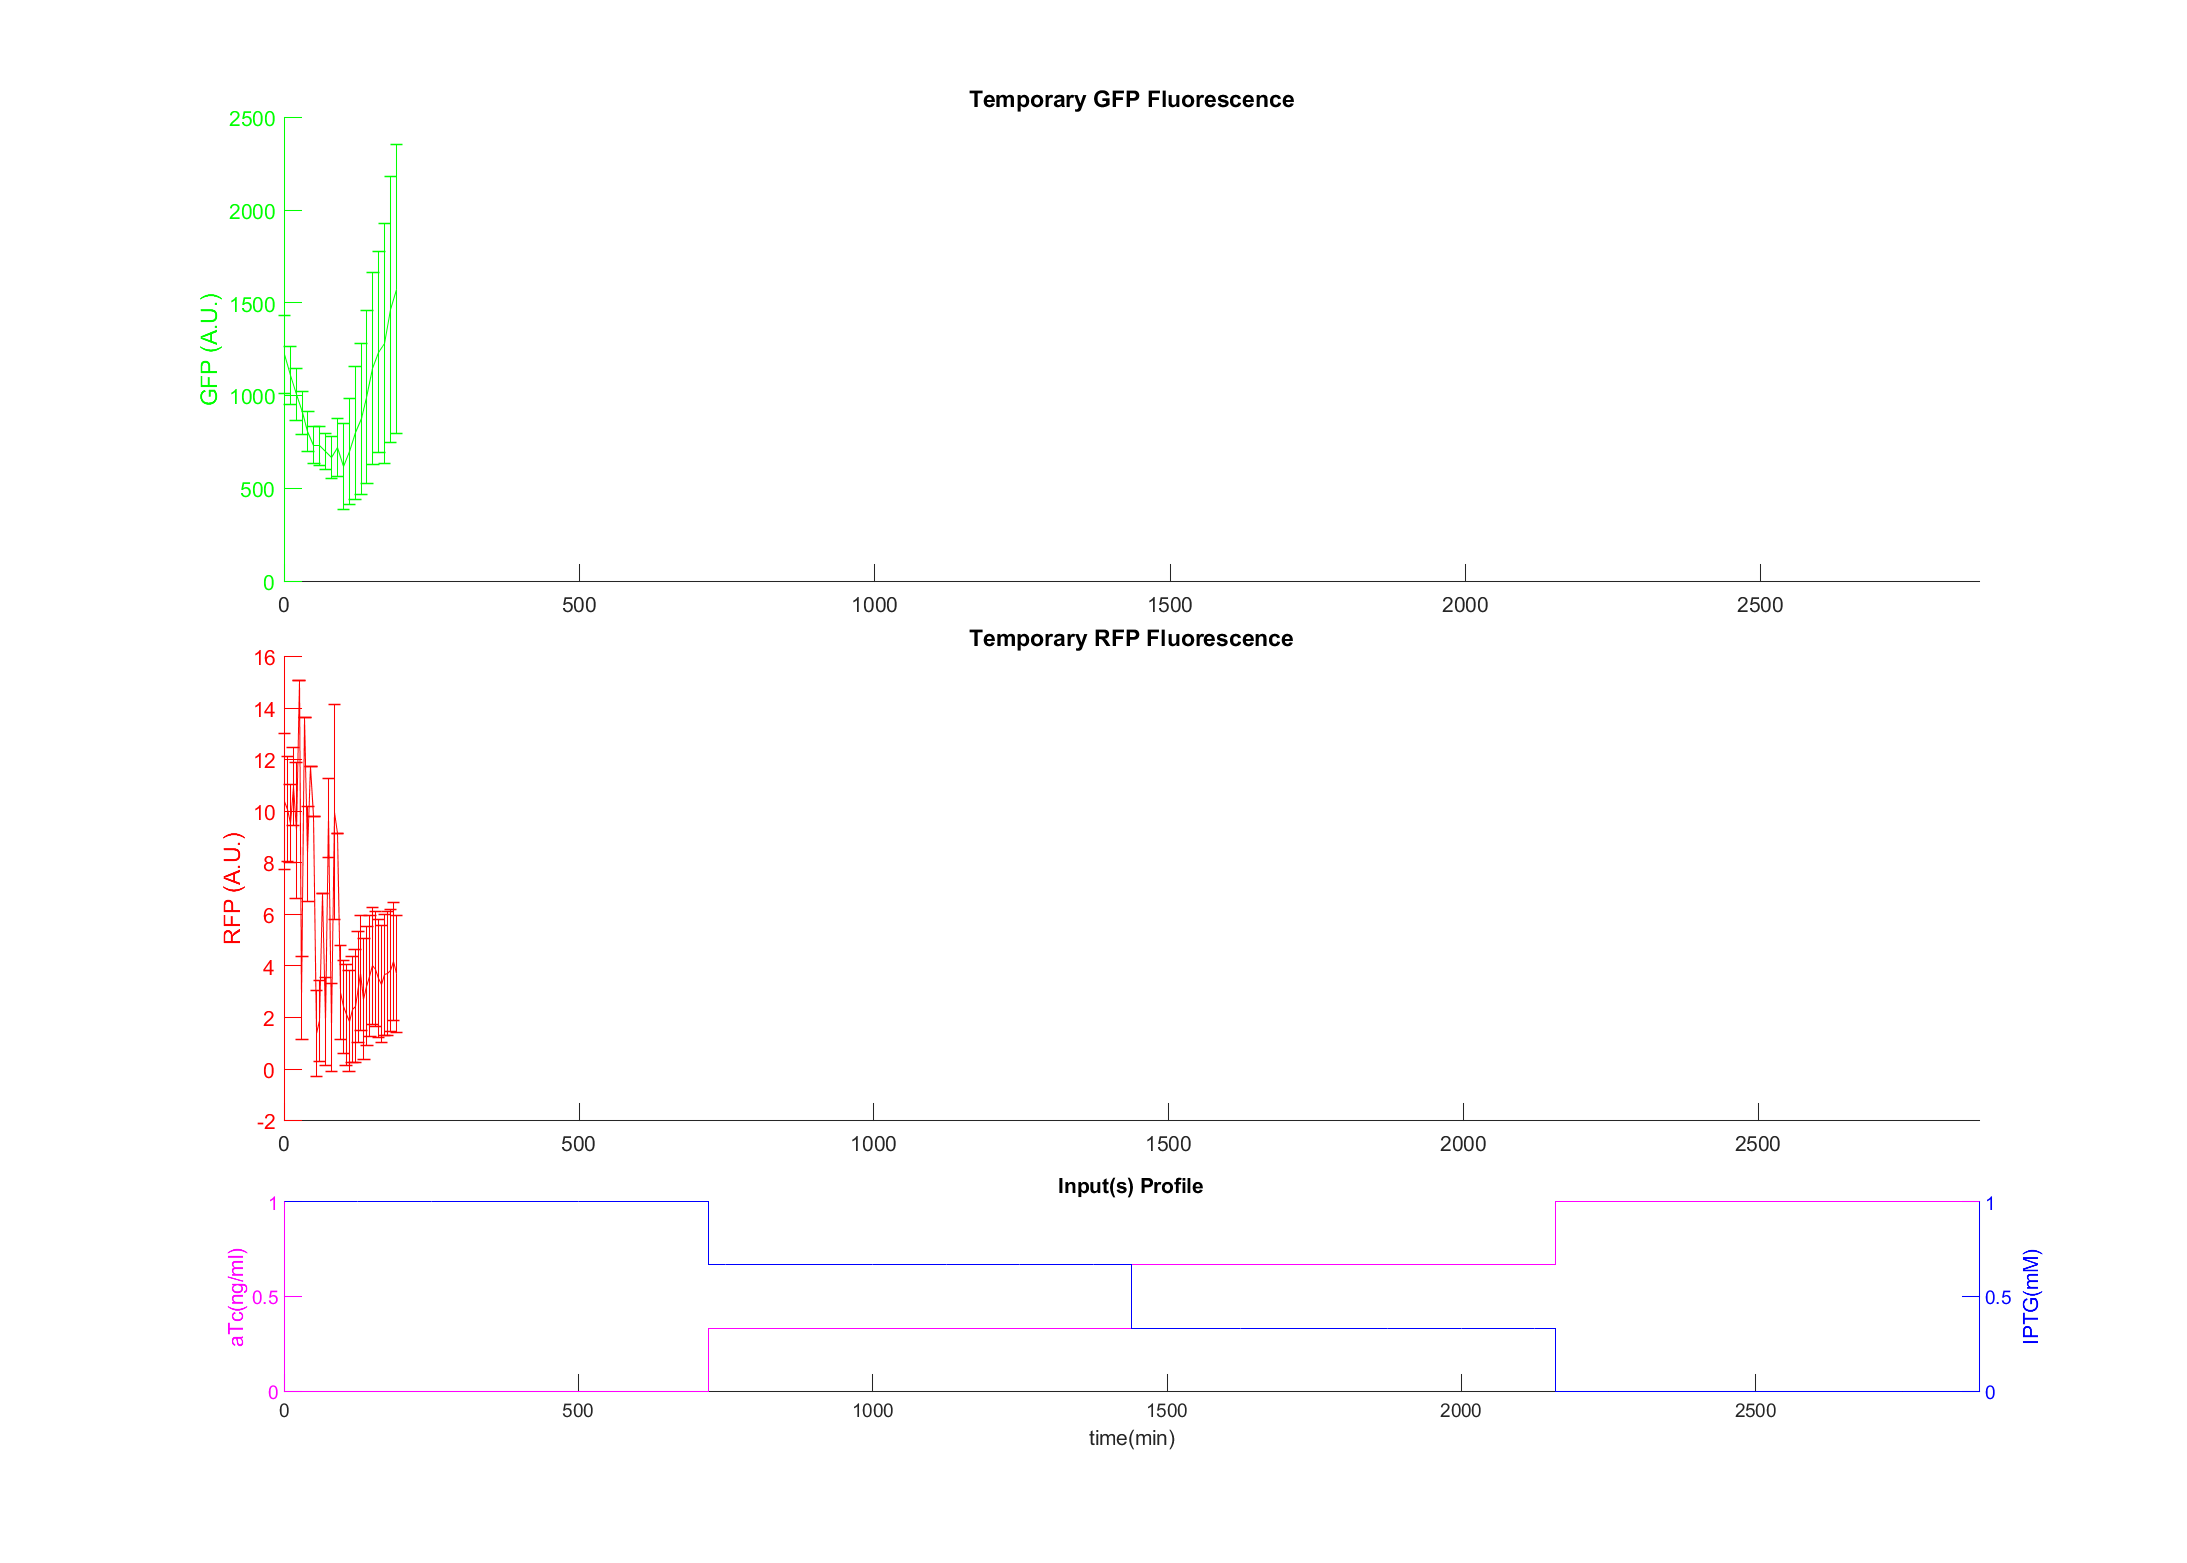 Temporary GFP Fluorescence
2500
2000
1500
1000
500
0
GFP (A.U.)
0 500 1000 1500 2000 2500
Temporary RFP Fluorescence
16
14
12
10
8
6
4
2
0
-2
RFP (A.U.)
0 500 1000 1500 2000 2500
Input(s) Profile
1
0.5
0
aTc(ng/ml)
1
0.5
0
IPTG(mM)
0 500 1000 1500 2000 2500
time(min)